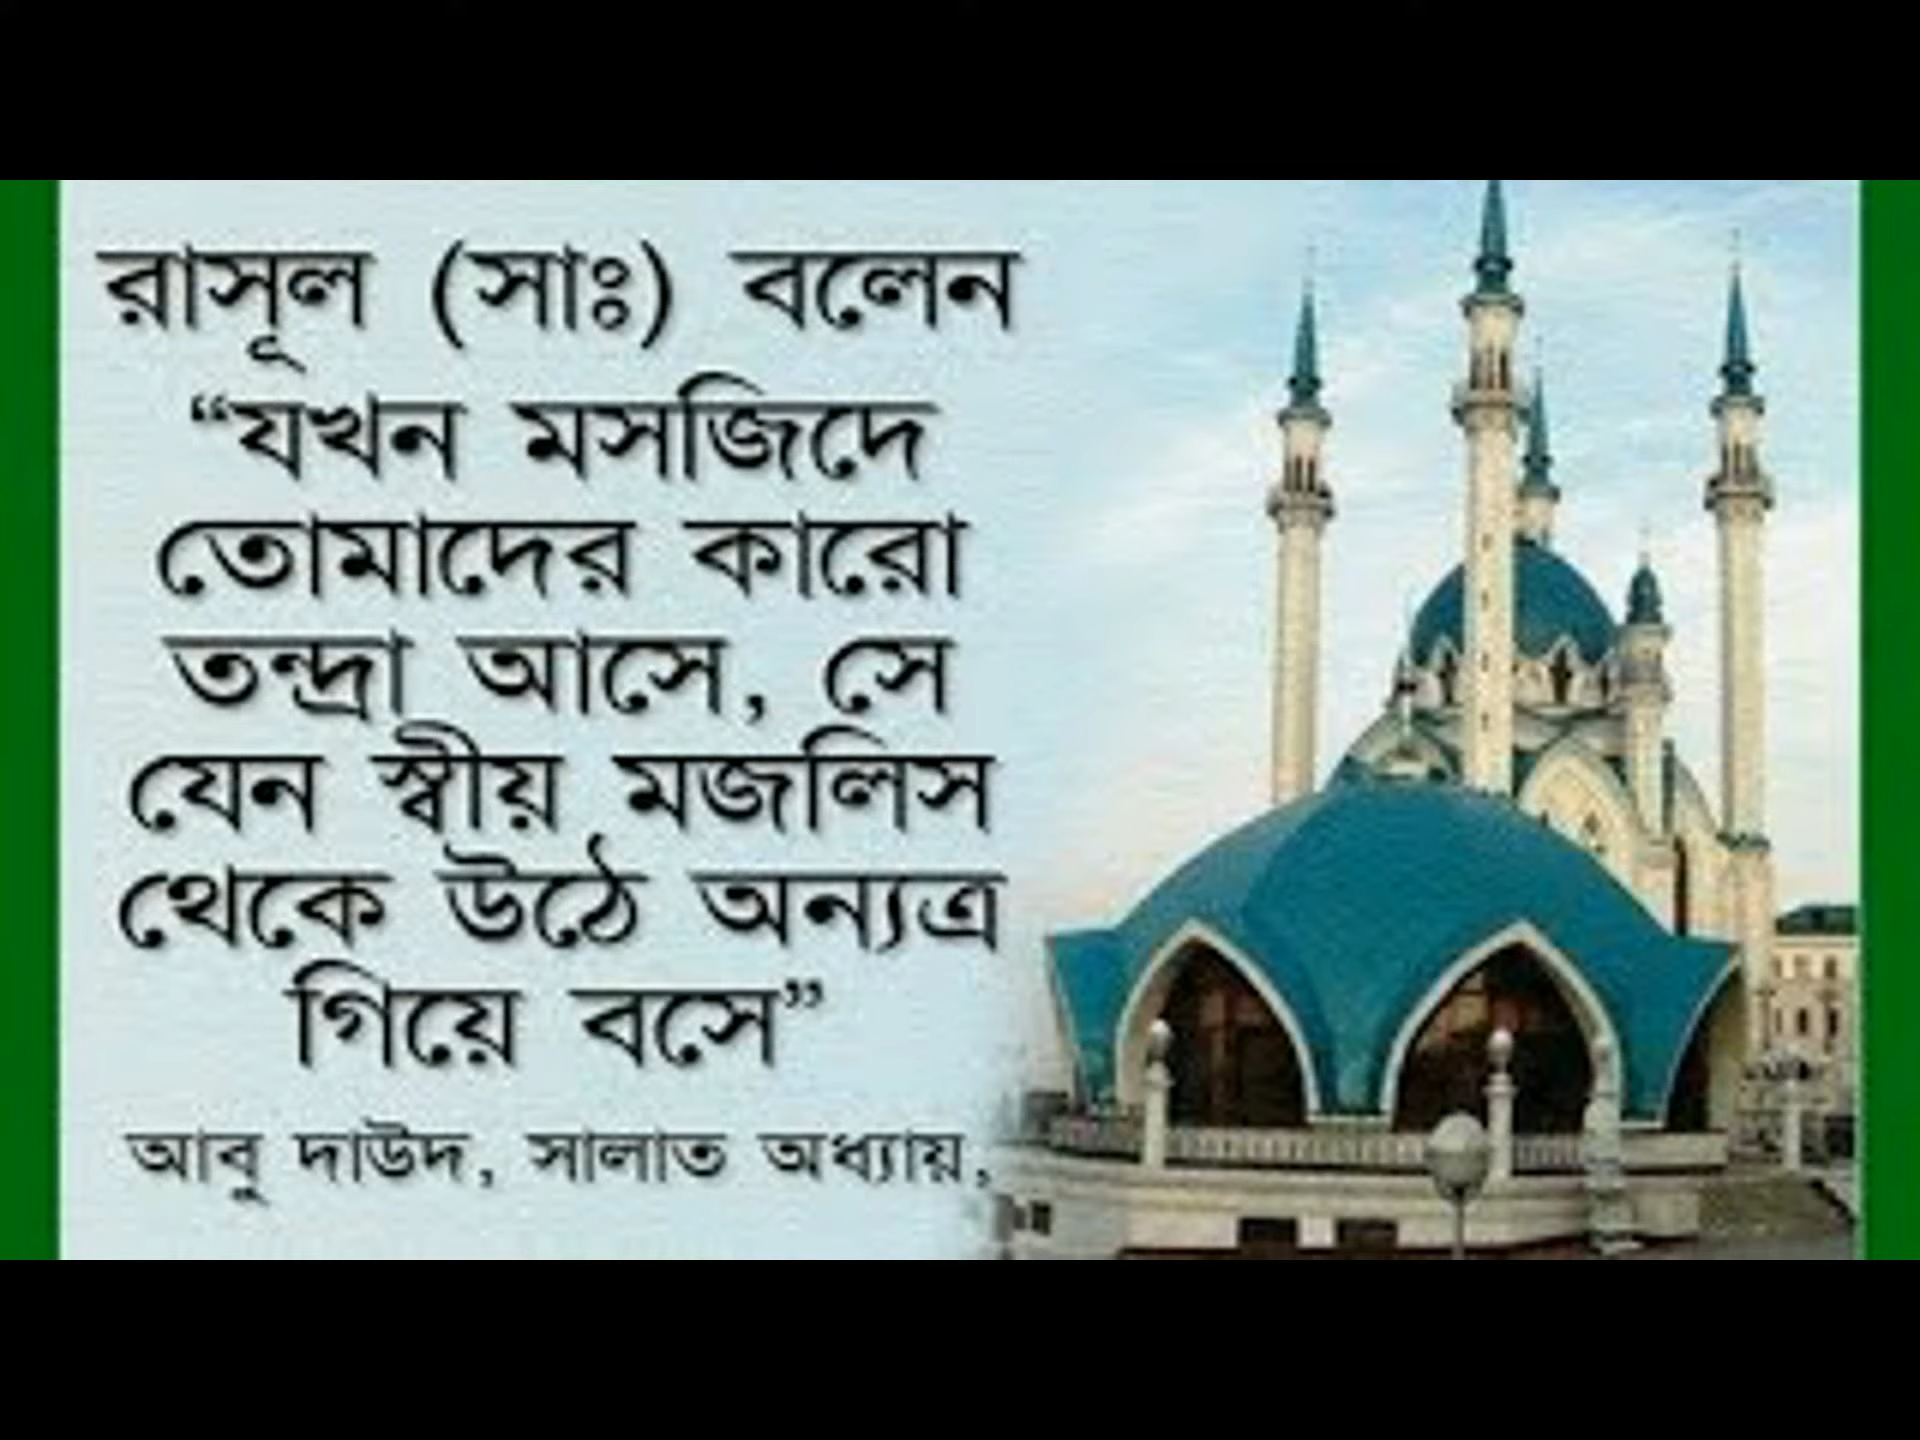 রাসূল (সাঃ) বলেন
“যখন মসজিদে
তোমাদের কারো
তন্দ্রা আসে, সে
যেন স্বীয় মজলিস
থেকে উঠে অন্যত্র
গিয়ে বসে”
আবু দাউদ, সালাত অধ্যায়,